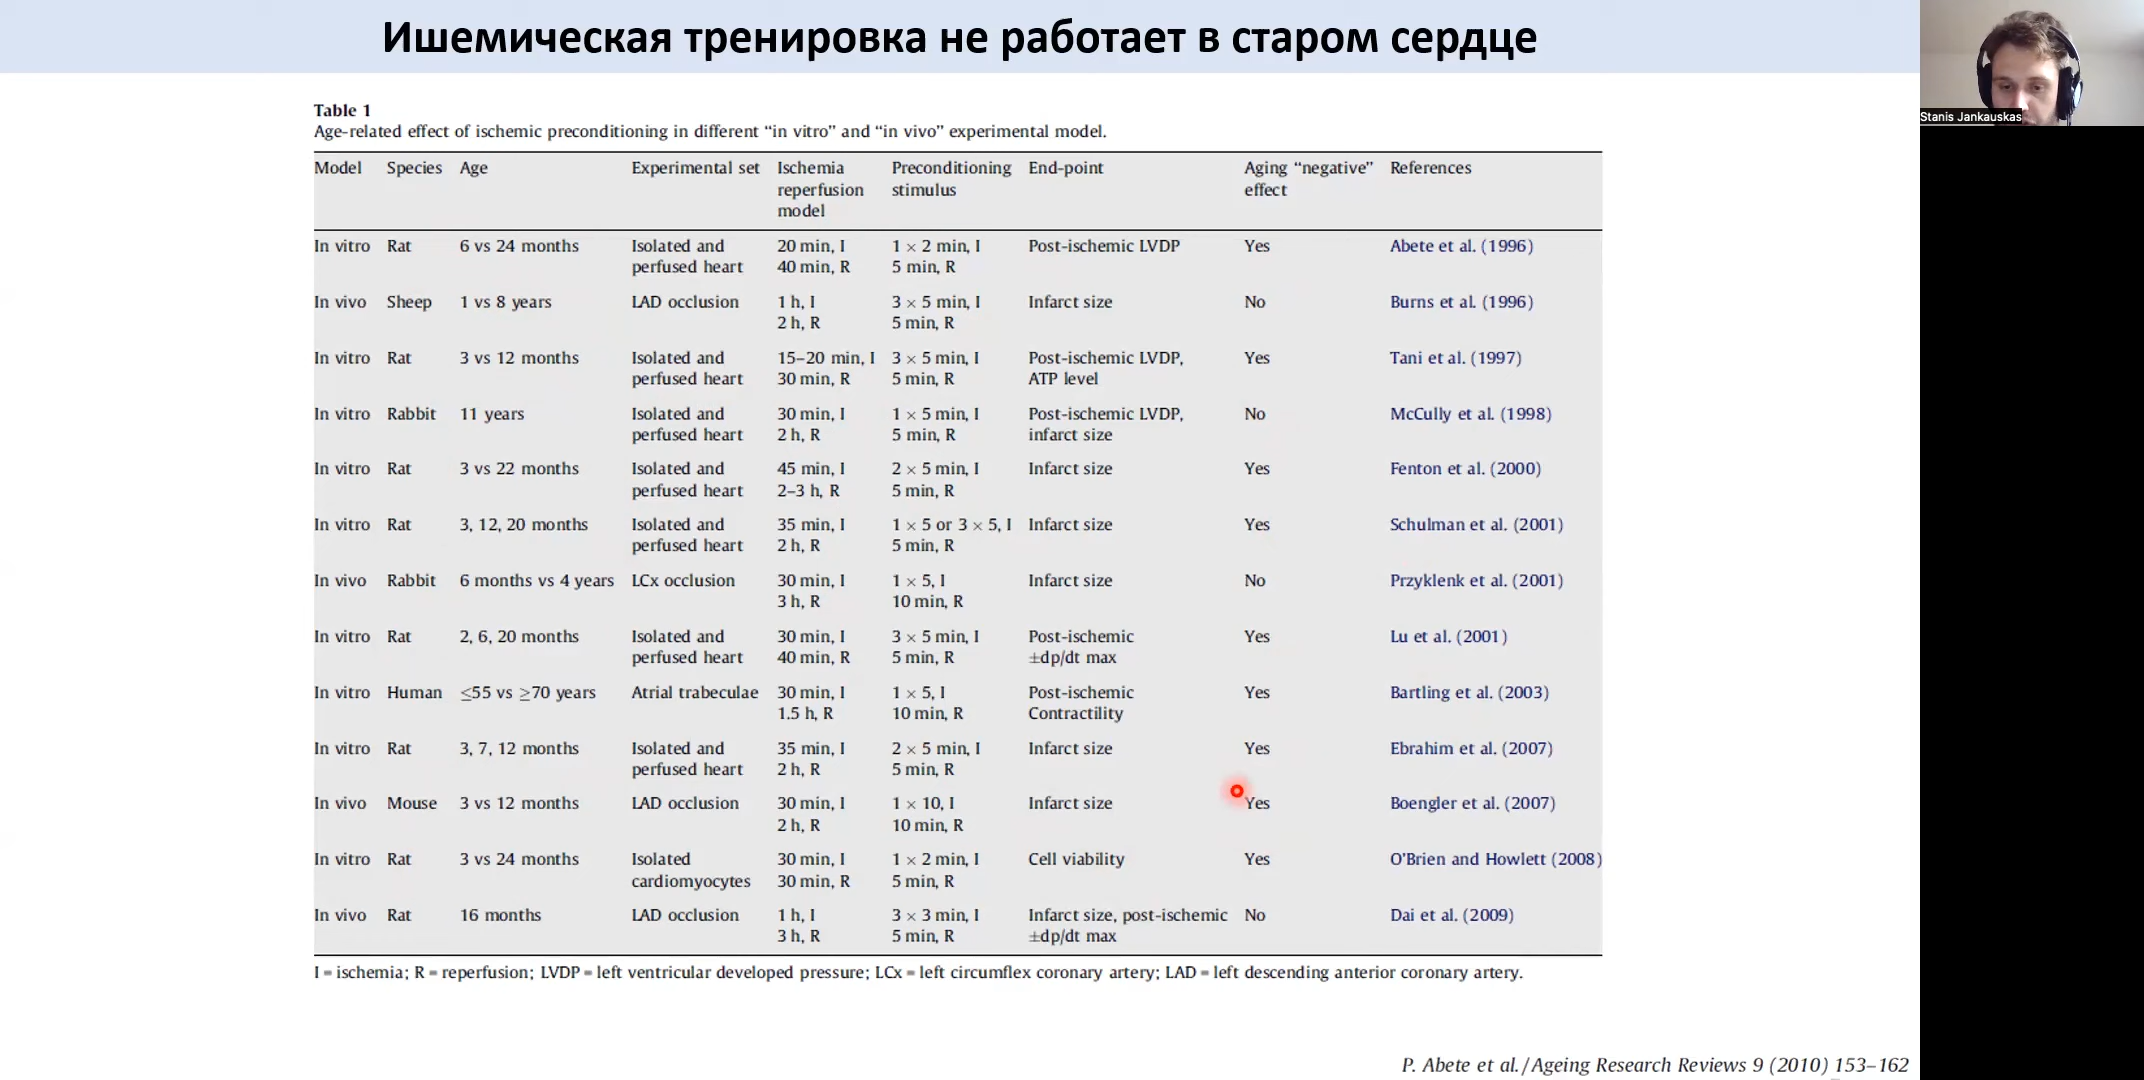 Ишемическая тренировка не работает в старом сердце
Stanis Jankauskas
Table 1
Age-related effect of ischemic preconditioning in different “in vitro” and “in vivo” experimental model.
Model Species Age Experimental set Ischemia reperfusion model Preconditioning stimulus End-point Aging “negative” effect References
In vitro Rat 6 vs 24 months Isolated and perfused heart 20 min, I 40 min, R 1 × 2 min, I 5 min, R Post-ischemic LVDP Yes Abete et al. (1996)
In vivo Sheep 1 vs 8 years LAD occlusion 1 h, I 2 h, R 3 × 5 min, I 5 min, R Infarct size No Burns et al. (1996)
In vitro Rat 3 vs 12 months Isolated and perfused heart 15–20 min, I 30 min, R 3 × 5 min, I 5 min, R Post-ischemic LVDP, ATP level Yes Tani et al. (1997)
In vitro Rabbit 11 years Isolated and perfused heart 30 min, I 2 h, R 1 × 5 min, I 5 min, R Post-ischemic LVDP, infarct size No McCully et al. (1998)
In vitro Rat 3 vs 22 months Isolated and perfused heart 45 min, I 2–3 h, R 2 × 5 min, I 5 min, R Infarct size Yes Fenton et al. (2000)
In vitro Rat 3, 12, 20 months Isolated and perfused heart 35 min, I 2 h, R 1 × 5 or 3 × 5, I 5 min, R Infarct size Yes Schulman et al. (2001)
In vivo Rabbit 6 months vs 4 years LCx occlusion 30 min, I 3 h, R 1 × 5, I 10 min, R Infarct size No Przyklenk et al. (2001)
In vitro Rat 2, 6, 20 months Isolated and perfused heart 30 min, I 40 min, R 3 × 5 min, I 5 min, R Post-ischemic ±dp/dt max Yes Lu et al. (2001)
In vitro Human ≤55 vs ≥70 years Atrial trabeculae 30 min, I 1.5 h, R 1 × 5, I 10 min, R Post-ischemic Contractility Yes Bartling et al. (2003)
In vitro Rat 3, 7, 12 months Isolated and perfused heart 35 min, I 2 h, R 2 × 5 min, I 5 min, R Infarct size Yes Ebrahim et al. (2007)
In vivo Mouse 3 vs 12 months LAD occlusion 30 min, I 2 h, R 1 × 10, I 10 min, R Infarct size Yes Boengler et al. (2007)
In vitro Rat 3 vs 24 months Isolated cardiomyocytes 30 min, I 30 min, R 1 × 2 min, I 5 min, R Cell viability Yes O'Brien and Howlett (2008)
In vivo Rat 16 months LAD occlusion 1 h, I 3 h, R 3 × 3 min, I 5 min, R Infarct size, post-ischemic ±dp/dt max No Dai et al. (2009)
I = ischemia; R = reperfusion; LVDP = left ventricular developed pressure; LCx = left circumflex coronary artery; LAD = left descending anterior coronary artery.
P. Abete et al./Ageing Research Reviews 9 (2010) 153–162